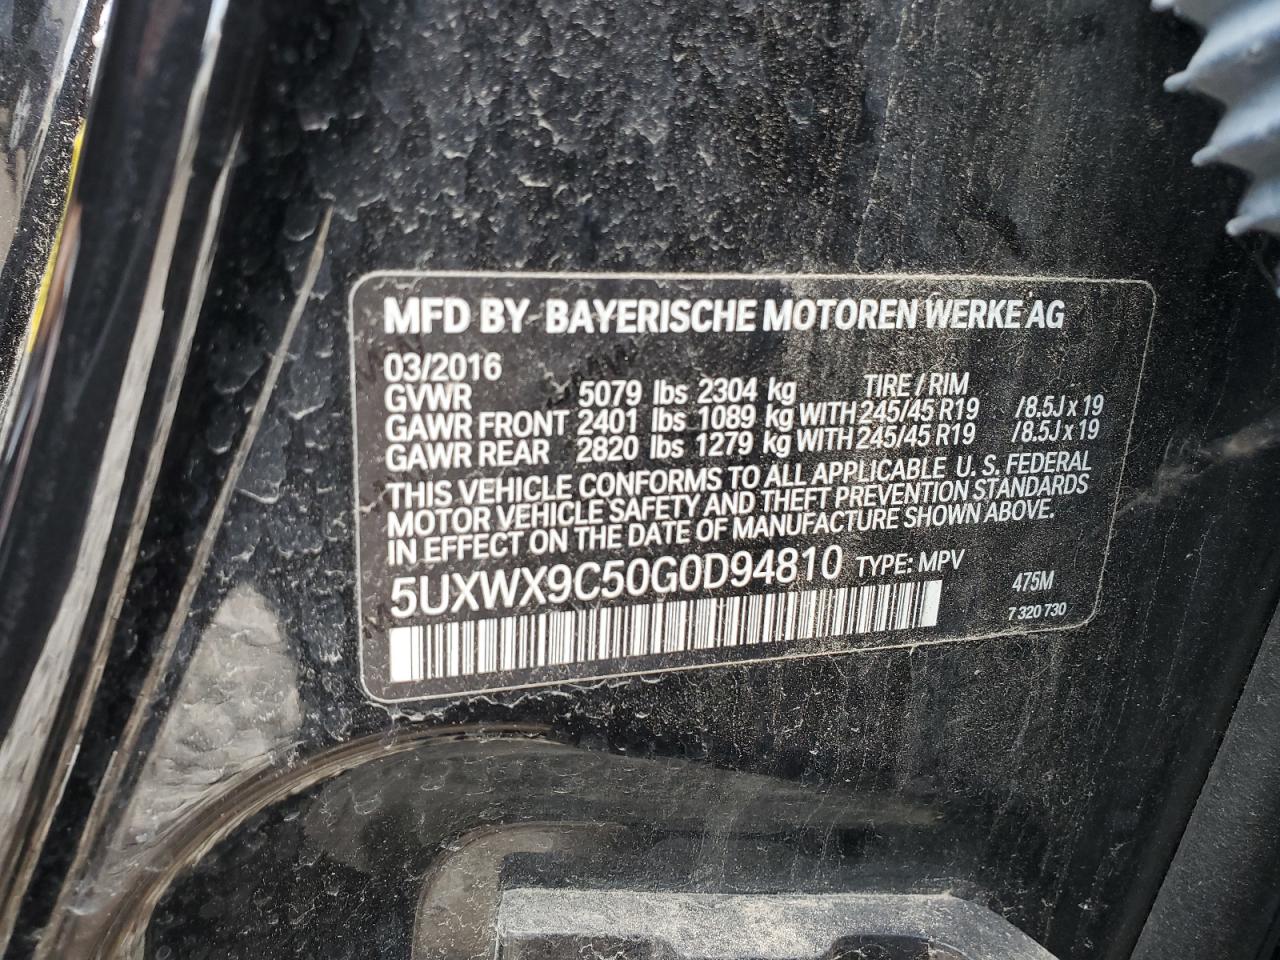 MFD BY BAYERISCHE MOTOREN WERKE AG
03/2016
GVWR 5079 lbs 2304 kg TIRE / RIM
GAWR FRONT 2401 lbs 1089 kg WITH 245/45 R19 /8.5J x 19
GAWR REAR 2820 lbs 1279 kg WITH 245/45 R19 /8.5J x 19
THIS VEHICLE CONFORMS TO ALL APPLICABLE U. S. FEDERAL
MOTOR VEHICLE SAFETY AND THEFT PREVENTION STANDARDS
IN EFFECT ON THE DATE OF MANUFACTURE SHOWN ABOVE.
5UXWX9C50G0D94810 TYPE: MPV
475M
7 320 730